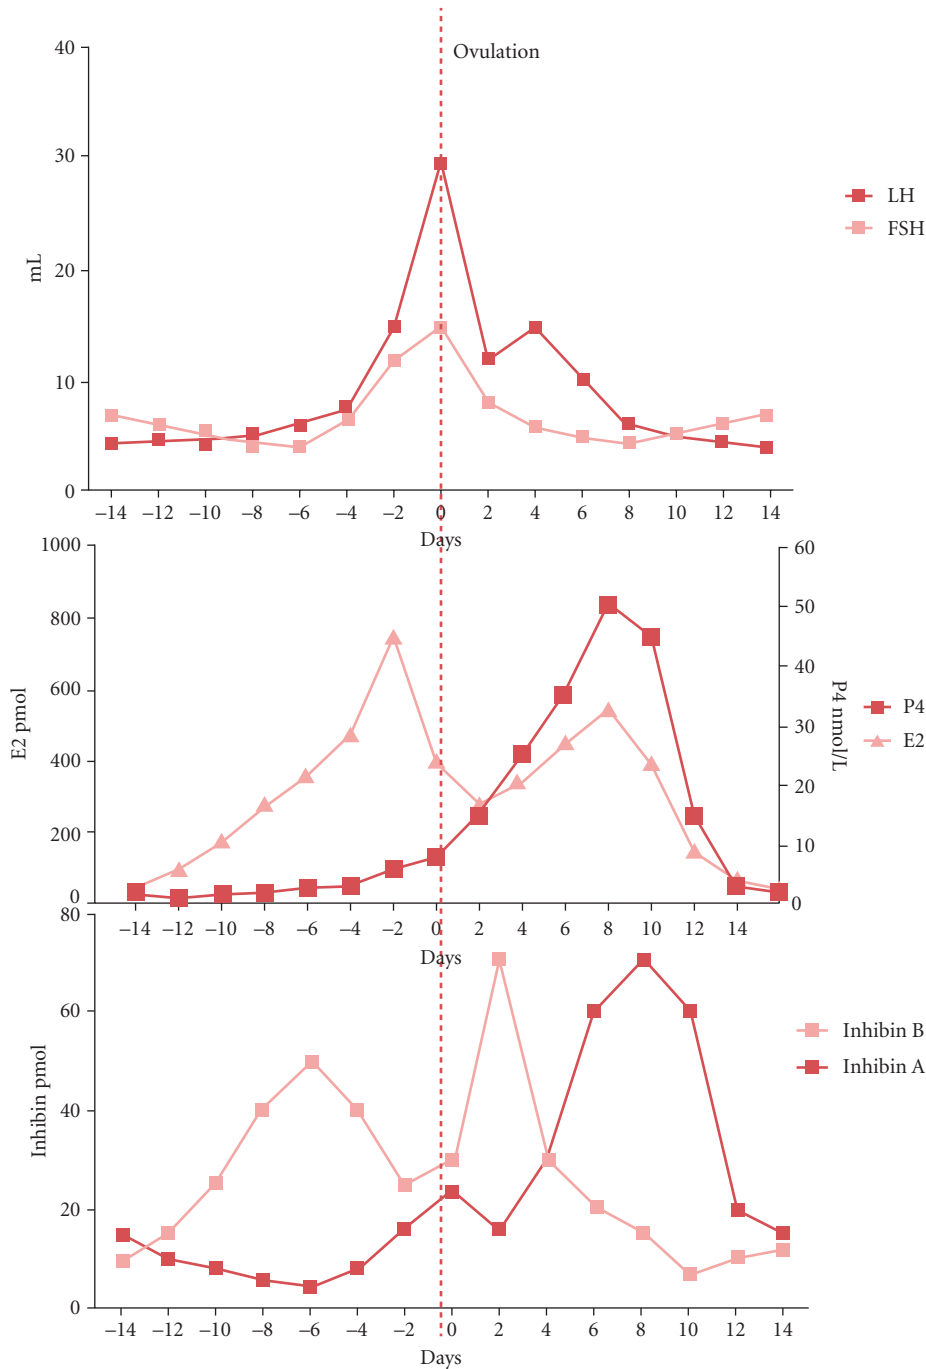 40
Ovulation
30
20
10
0
mL
LH
FSH
–14 –12 –10 –8 –6 –4 –2 0 2 4 6 8 10 12 14
Days
1000
800
600
400
200
0
E2 pmol
60
50
40
30
20
10
0
P4 nmol/L
P4
E2
–14 –12 –10 –8 –6 –4 –2 0 2 4 6 8 10 12 14
Days
80
60
40
20
0
Inhibin pmol
Inhibin B
Inhibin A
–14 –12 –10 –8 –6 –4 –2 0 2 4 6 8 10 12 14
Days